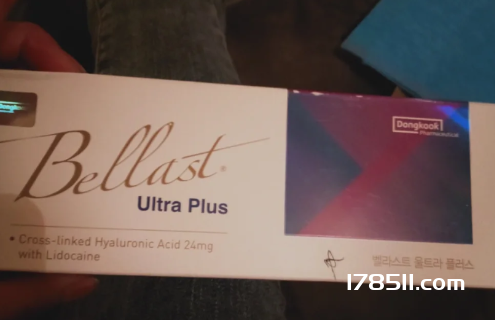 Dongkook
Pharmaceutical
Bellast®
Ultra Plus
• Cross-linked Hyaluronic Acid 24mg
with Lidocaine
벨라스트 울트라 플러스
178511.com